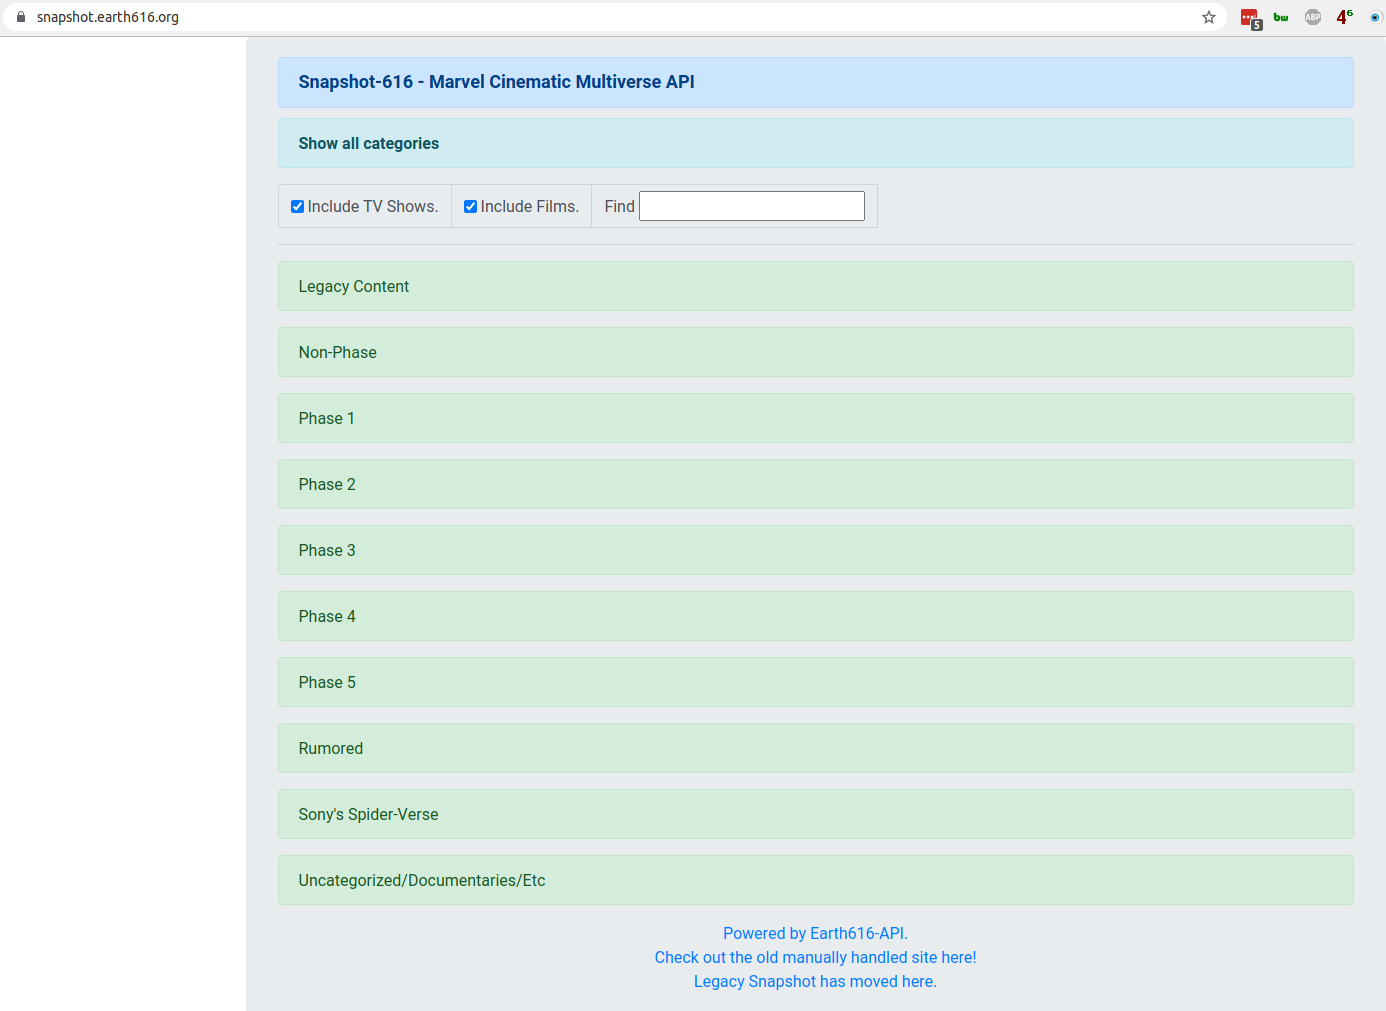 snapshot.earth616.org
5
bw
ABP
4⁶
Snapshot-616 - Marvel Cinematic Multiverse API
Show all categories
Include TV Shows.
Include Films.
Find
Legacy Content
Non-Phase
Phase 1
Phase 2
Phase 3
Phase 4
Phase 5
Rumored
Sony's Spider-Verse
Uncategorized/Documentaries/Etc
Powered by Earth616-API.
Check out the old manually handled site here!
Legacy Snapshot has moved here.